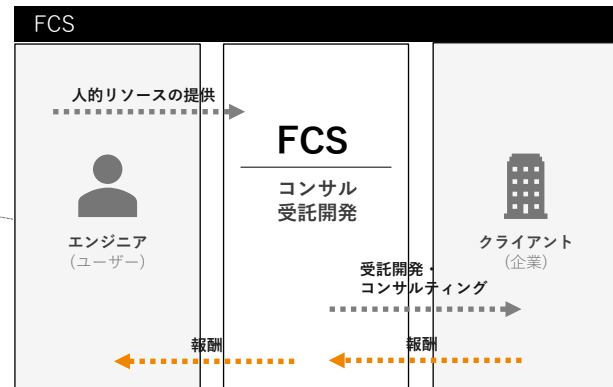 FCS
人的リソースの提供
エンジニア
(ユーザー)
FCS
コンサル
受託開発
クライアント
(企業)
受託開発・
コンサルティング
報酬
報酬